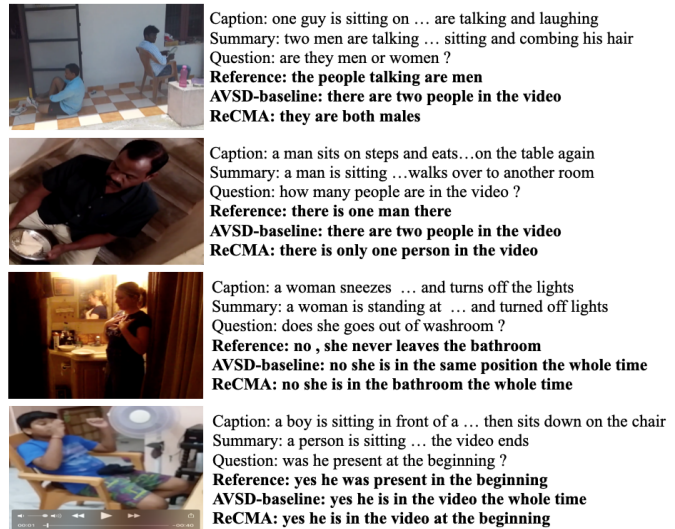 Caption: one guy is sitting on … are talking and laughing
Summary: two men are talking … sitting and combing his hair
Question: are they men or women ?
Reference: the people talking are men
AVSD-baseline: there are two people in the video
ReCMA: they are both males
Caption: a man sits on steps and eats…on the table again
Summary: a man is sitting …walks over to another room
Question: how many people are in the video ?
Reference: there is one man there
AVSD-baseline: there are two people in the video
ReCMA: there is only one person in the video
Caption: a woman sneezes … and turns off the lights
Summary: a woman is standing at … and turned off lights
Question: does she goes out of washroom ?
Reference: no , she never leaves the bathroom
AVSD-baseline: no she is in the same position the whole time
ReCMA: no she is in the bathroom the whole time
Caption: a boy is sitting in front of a … then sits down on the chair
Summary: a person is sitting … the video ends
Question: was he present at the beginning ?
Reference: yes he was present in the beginning
AVSD-baseline: yes he is in the video the whole time
ReCMA: yes he is in the video at the beginning
00:01 -00:40